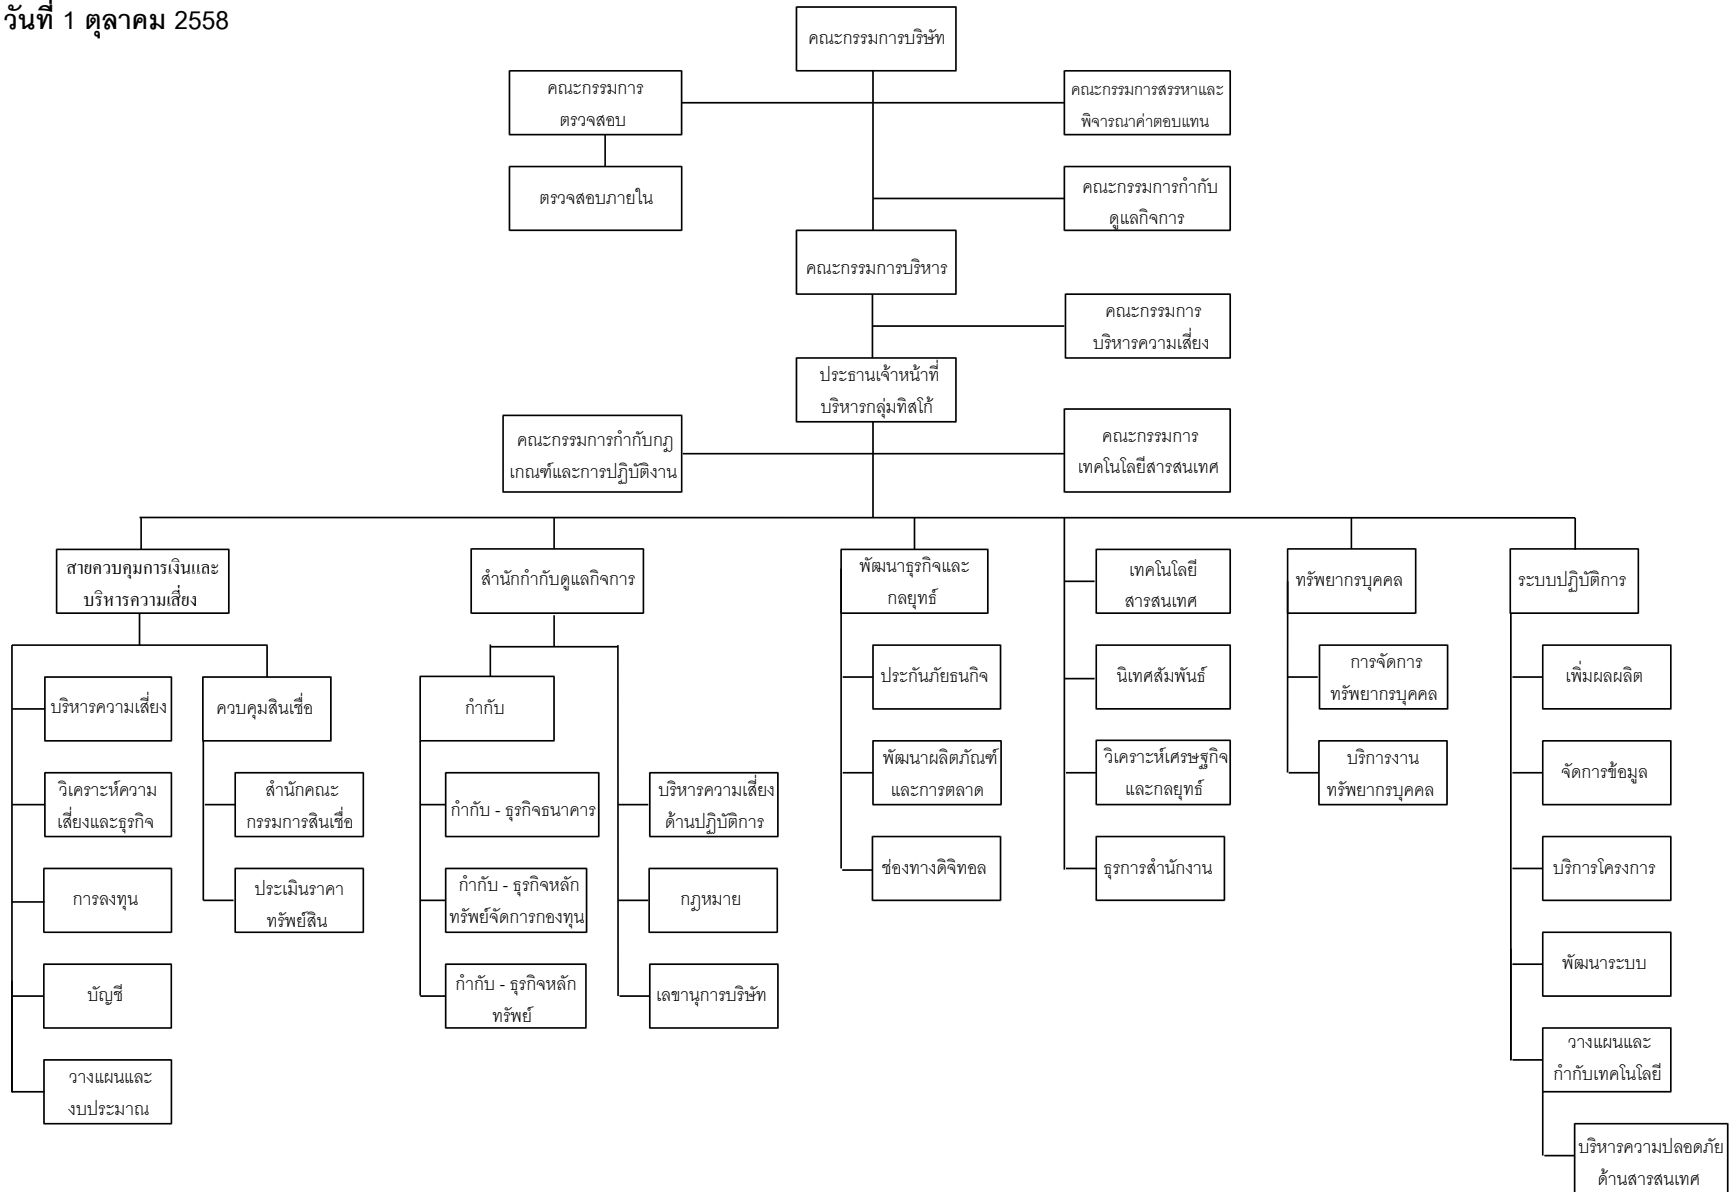 วันที่ 1 ตุลาคม 2558
คณะกรรมการบริษัท
คณะกรรมการ
ตรวจสอบ
คณะกรรมการสรรหาและ
พิจารณาค่าตอบแทน
ตรวจสอบภายใน
คณะกรรมการกำกับ
ดูแลกิจการ
คณะกรรมการบริหาร
คณะกรรมการ
บริหารความเสี่ยง
ประธานเจ้าหน้าที่
บริหารกลุ่มทิสโก้
คณะกรรมการกำกับกฎ
เกณฑ์และการปฏิบัติงาน
คณะกรรมการ
เทคโนโลยีสารสนเทศ
สายควบคุมการเงินและ
บริหารความเสี่ยง
บริหารความเสี่ยง
วิเคราะห์ความ
เสี่ยงและธุรกิจ
การลงทุน
บัญชี
วางแผนและ
งบประมาณ
ควบคุมสินเชื่อ
สำนักคณะ
กรรมการสินเชื่อ
ประเมินราคา
ทรัพย์สิน
สำนักกำกับดูแลกิจการ
กำกับ
กำกับ - ธุรกิจธนาคาร
กำกับ - ธุรกิจหลัก
ทรัพย์จัดการกองทุน
กำกับ - ธุรกิจหลัก
ทรัพย์
บริหารความเสี่ยง
ด้านปฏิบัติการ
กฎหมาย
เลขานุการบริษัท
พัฒนาธุรกิจและ
กลยุทธ์
ประกันภัยธนกิจ
พัฒนาผลิตภัณฑ์
และการตลาด
ช่องทางดิจิทอล
เทคโนโลยี
สารสนเทศ
นิเทศสัมพันธ์
วิเคราะห์เศรษฐกิจ
และกลยุทธ์
ธุรการสำนักงาน
ทรัพยากรบุคคล
การจัดการ
ทรัพยากรบุคคล
บริการงาน
ทรัพยากรบุคคล
ระบบปฏิบัติการ
เพิ่มผลผลิต
จัดการข้อมูล
บริการโครงการ
พัฒนาระบบ
วางแผนและ
กำกับเทคโนโลยี
บริหารความปลอดภัย
ด้านสารสนเทศ